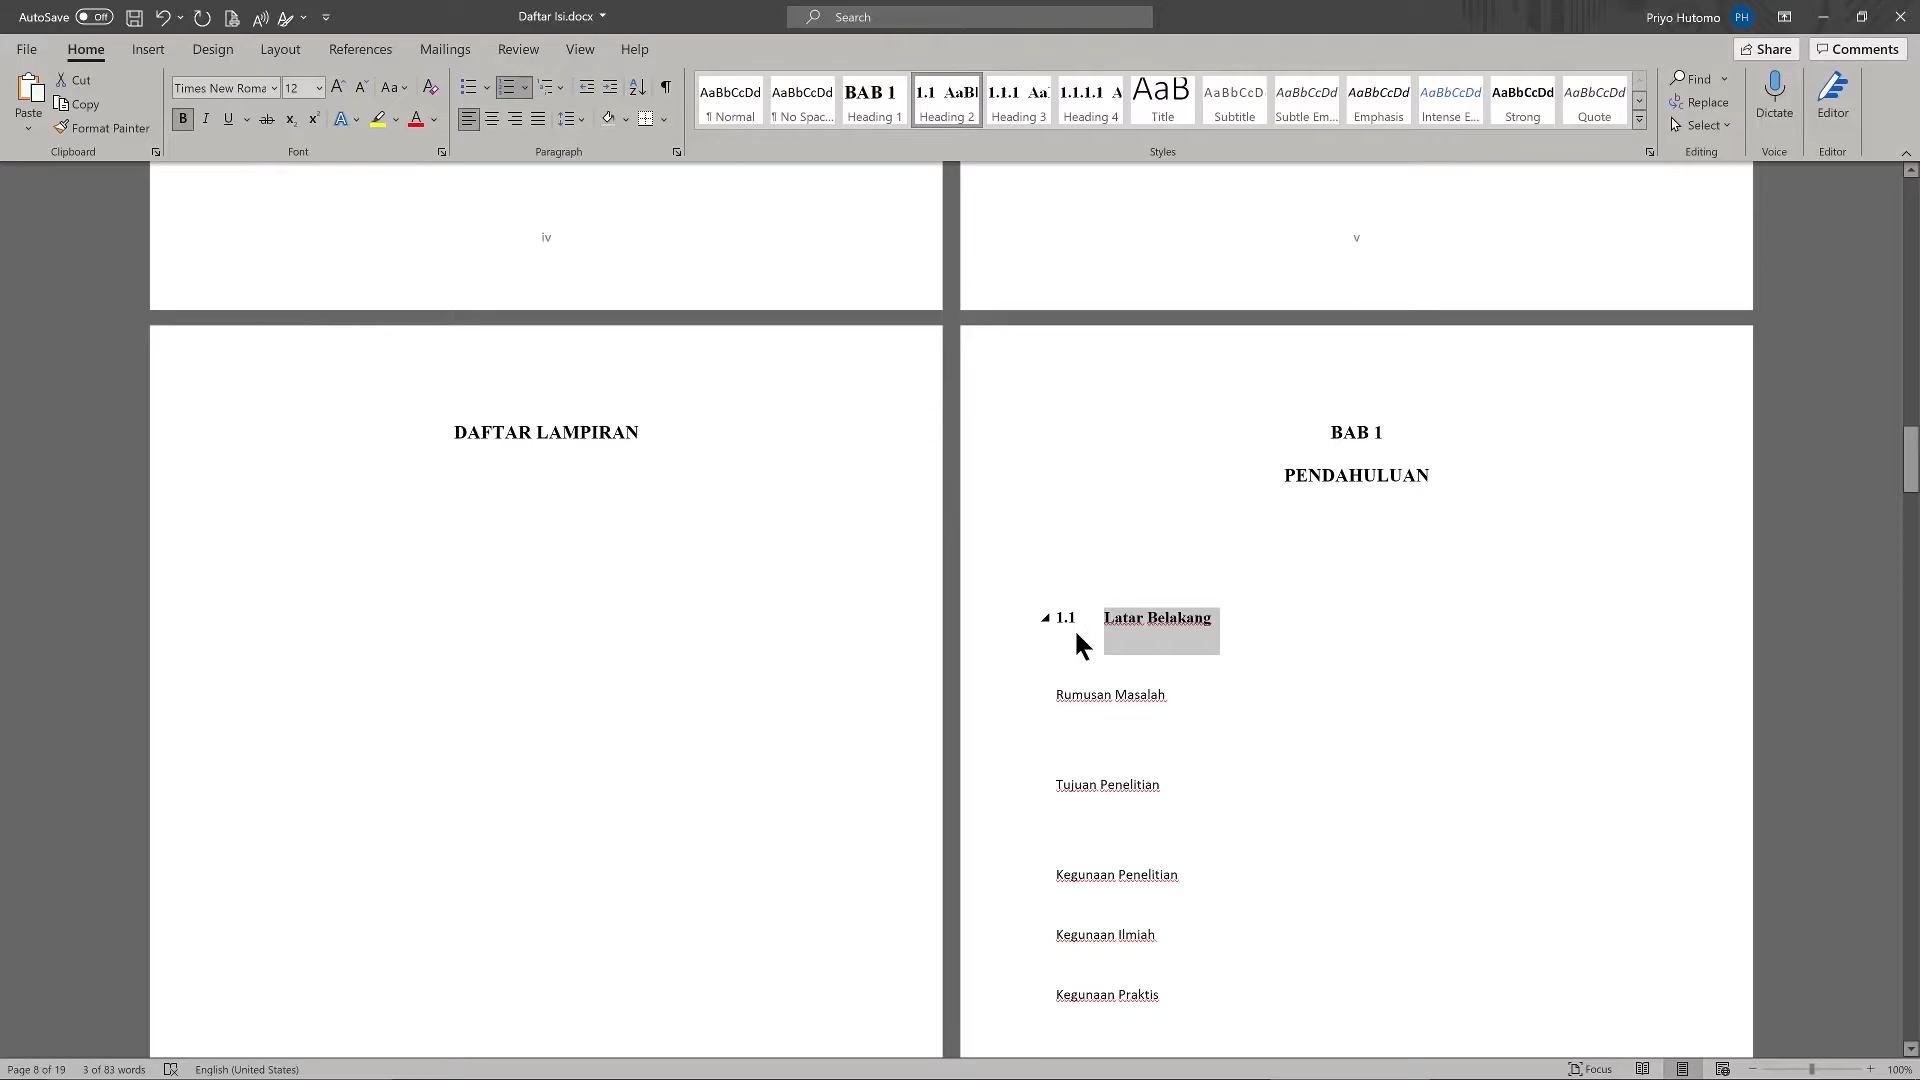 AutoSave Off Daftar Isi.docx Search Priyo Hutomo PH
File Home Insert Design Layout References Mailings Review View Help Share Comments
Paste Cut Copy Format Painter
Clipboard
Times New Roma 12
Font
Paragraph
AaBbCcDd AaBbCcDd BAB 1 1.1 AaBl 1.1.1 Aa 1.1.1.1 A AaB AaBbCcD AaBbCcDd AaBbCcDd AaBbCcDd AaBbCcDd AaBbCcDd
¶ Normal ¶ No Spac... Heading 1 Heading 2 Heading 3 Heading 4 Title Subtitle Subtle Em... Emphasis Intense E... Strong Quote
Styles
Find
Replace
Select
Editing
Dictate
Voice
Editor
Editor
iv
v
DAFTAR LAMPIRAN
BAB 1
PENDAHULUAN
1.1 Latar Belakang
Rumusan Masalah
Tujuan Penelitian
Kegunaan Penelitian
Kegunaan Ilmiah
Kegunaan Praktis
Page 8 of 19 3 of 83 words English (United States) Focus 100%